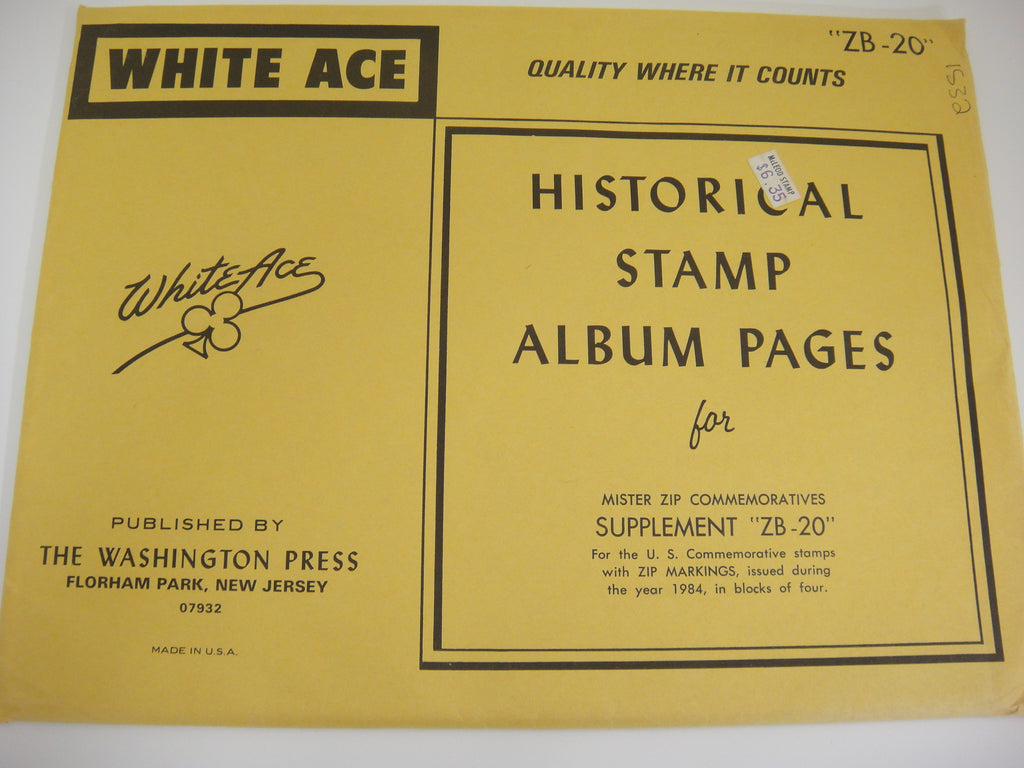 WHITE ACE
QUALITY WHERE IT COUNTS
"ZB-20"
1532
McLEOD STAMP
$6.35
HISTORICAL
STAMP
ALBUM PAGES
for
MISTER ZIP COMMEMORATIVES
SUPPLEMENT "ZB-20"
For the U. S. Commemorative stamps
with ZIP MARKINGS, issued during
the year 1984, in blocks of four.
White Ace
PUBLISHED BY
THE WASHINGTON PRESS
FLORHAM PARK, NEW JERSEY
07932
MADE IN U.S.A.